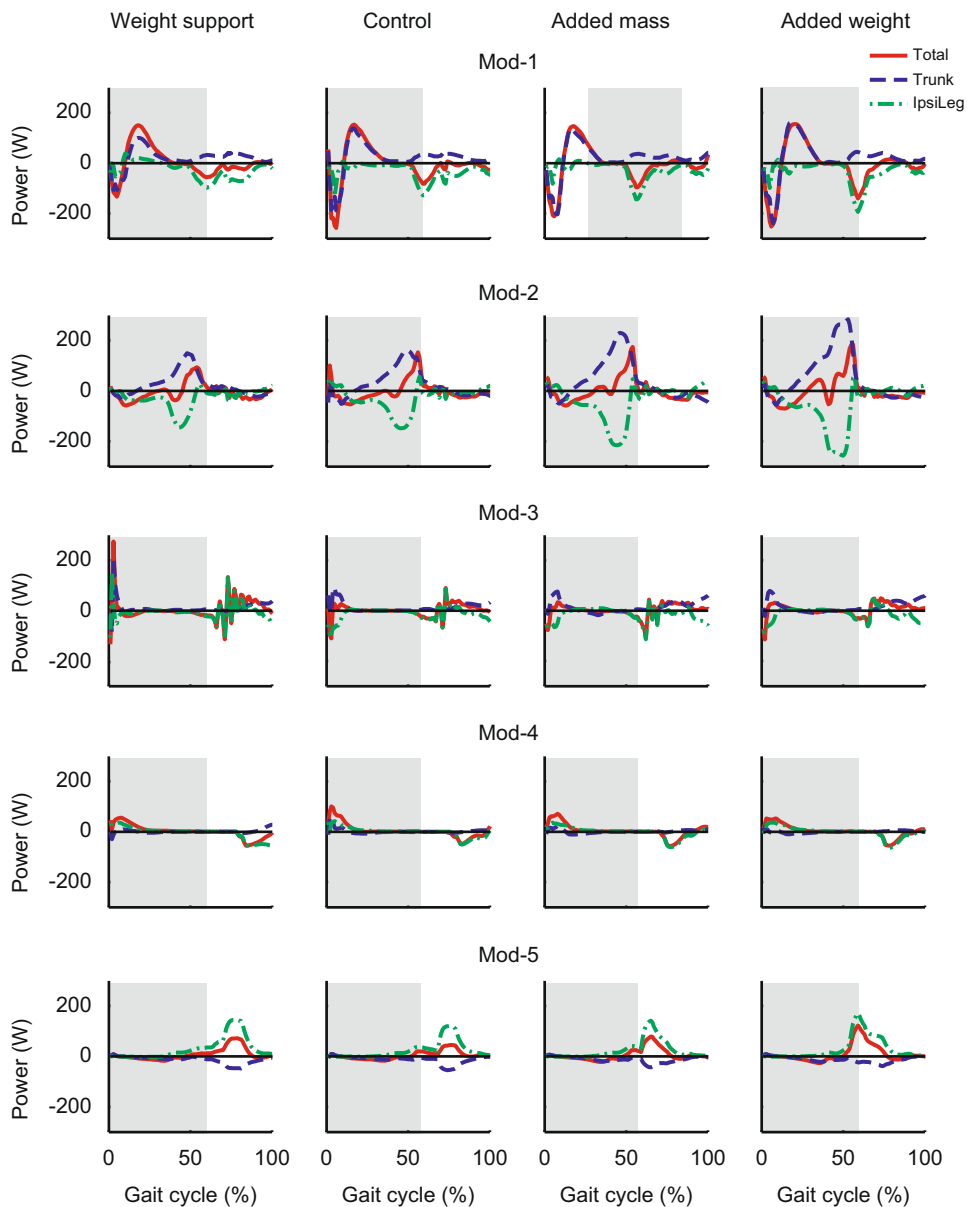 Weight support Control Added mass Added weight
Mod-1
Total
Trunk
IpsiLeg
Power (W)
200
0
-200
Mod-2
Power (W)
200
0
-200
Mod-3
Power (W)
200
0
-200
Mod-4
Power (W)
200
0
-200
Mod-5
Power (W)
200
0
-200
0 50 100 0 50 100 0 50 100 0 50 100
Gait cycle (%) Gait cycle (%) Gait cycle (%) Gait cycle (%)